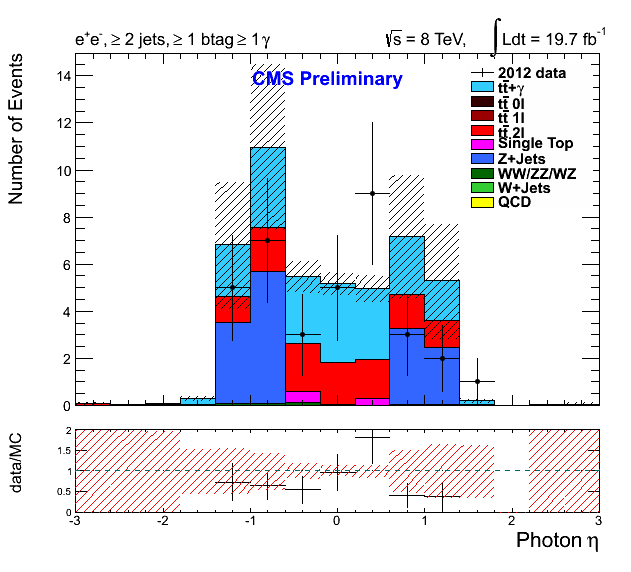 e⁺e⁻, ≥ 2 jets, ≥ 1 btag ≥ 1 γ
√s = 8 TeV, ∫ Ldt = 19.7 fb⁻¹
Number of Events
CMS Preliminary
2012 data
tt̄+γ
tt̄ 0l
tt̄ 1l
tt̄ 2l
Single Top
Z+Jets
WW/ZZ/WZ
W+Jets
QCD
14
12
10
8
6
4
2
0
data/MC
2
1.5
1
0.5
0
-3 -2 -1 0 1 2 3
Photon η